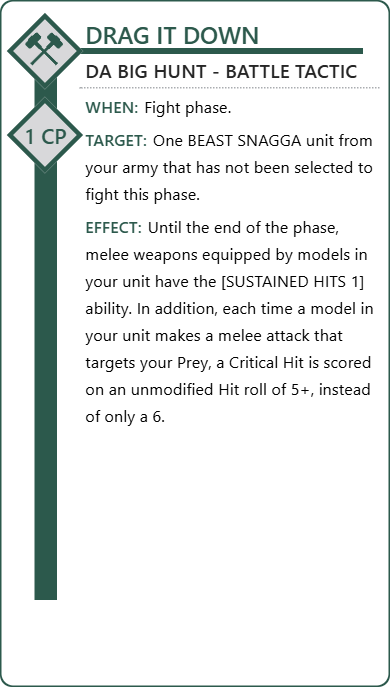 DRAG IT DOWN
DA BIG HUNT - BATTLE TACTIC
WHEN: Fight phase.
1 CP
TARGET: One BEAST SNAGGA unit from
your army that has not been selected to
fight this phase.
EFFECT: Until the end of the phase,
melee weapons equipped by models in
your unit have the [SUSTAINED HITS 1]
ability. In addition, each time a model in
your unit makes a melee attack that
targets your Prey, a Critical Hit is scored
on an unmodified Hit roll of 5+, instead
of only a 6.